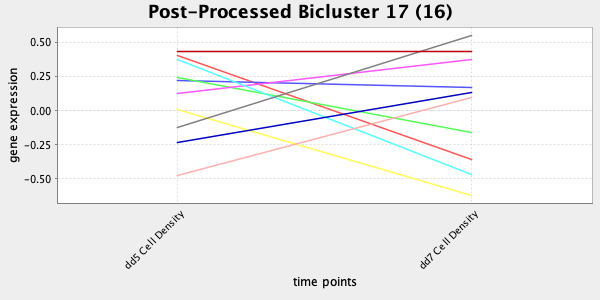 Post-Processed Bicluster 17 (16)
0.50
0.25
0.00
-0.25
-0.50
gene expression
dd5 Cell Density
dd7 Cell Density
time points